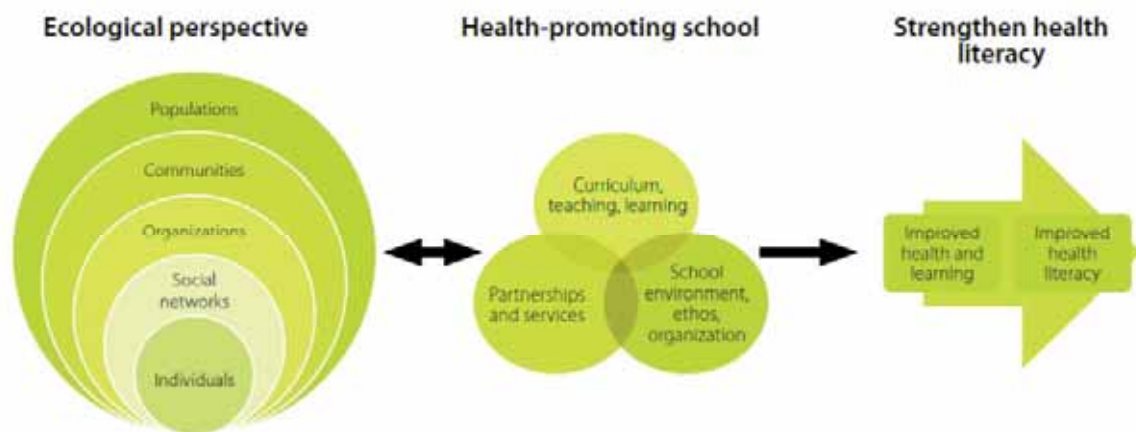 Ecological perspective
Populations
Communities
Organizations
Social
networks
Individuals
Health-promoting school
Curriculum,
teaching, learning
Partnerships
and services
School
environment,
ethos,
organization
Strengthen health
literacy
Improved
health and
learning
Improved
health
literacy